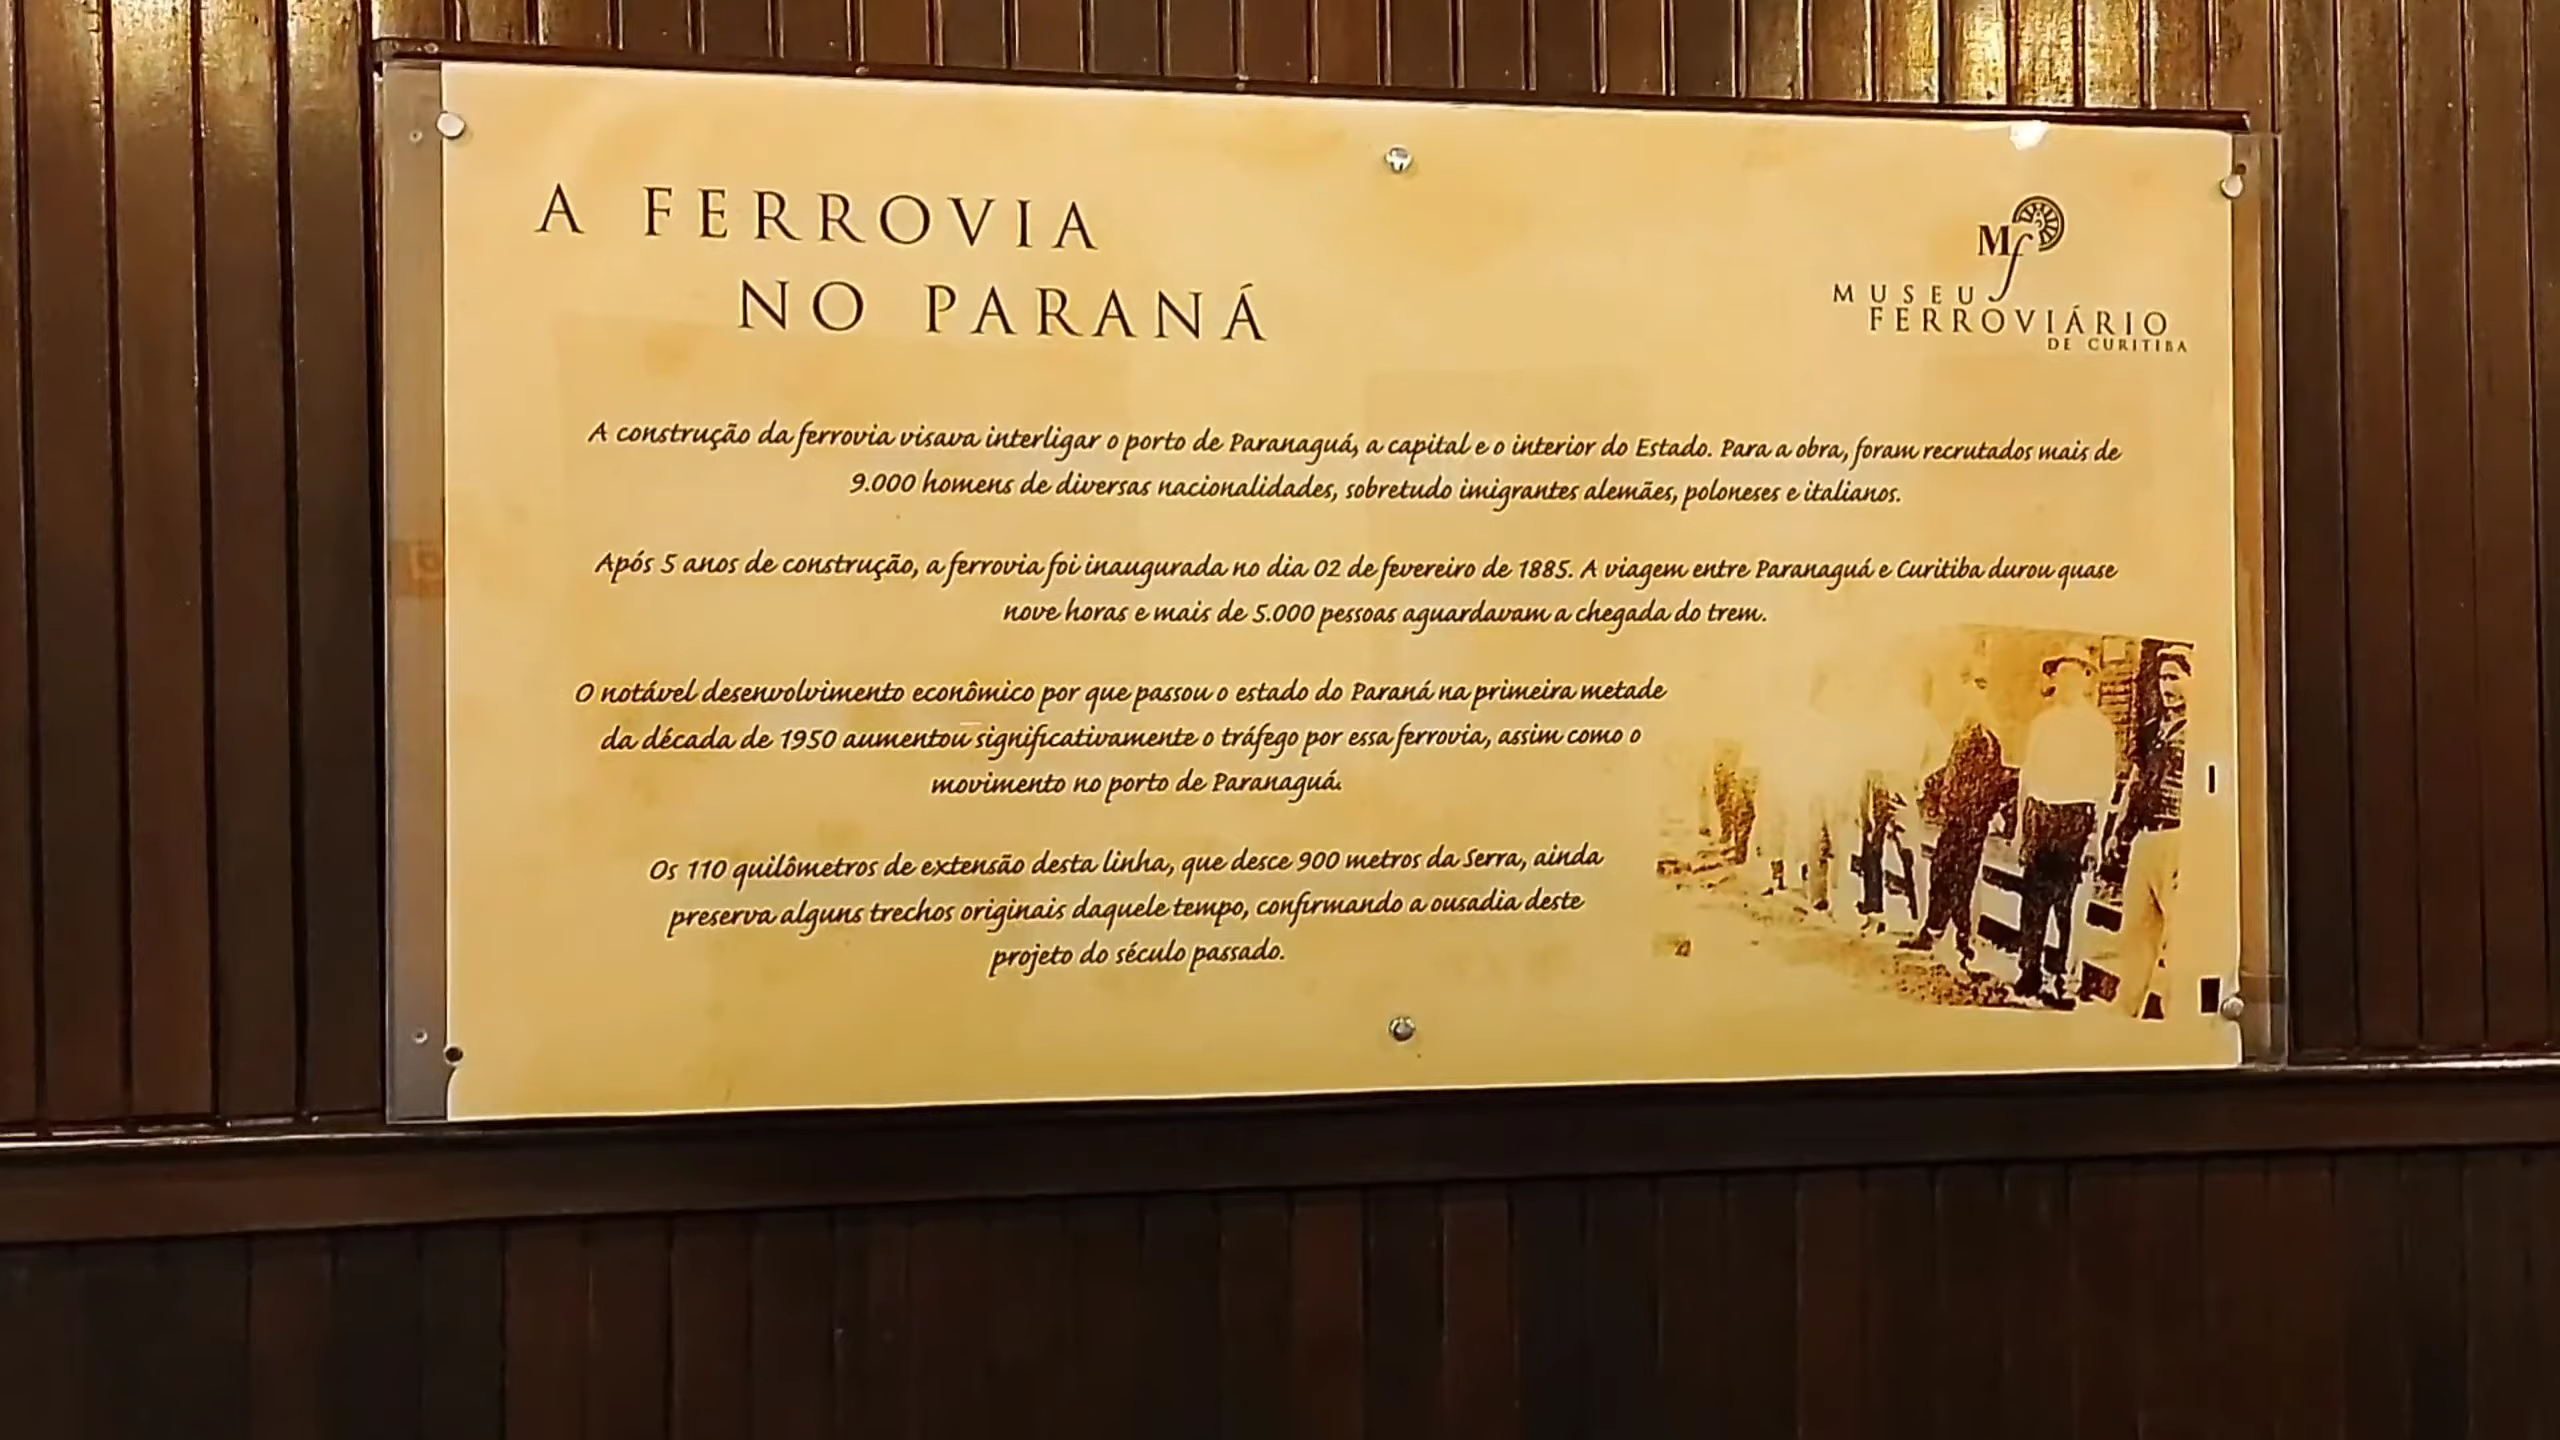 A FERROVIA
NO PARANÁ
Mf
MUSEU
FERROVIÁRIO
DE CURITIBA
A construção da ferrovia visava interligar o porto de Paranaguá, a capital e o interior do Estado. Para a obra, foram recrutados mais de
9.000 homens de diversas nacionalidades, sobretudo imigrantes alemães, poloneses e italianos.
Após 5 anos de construção, a ferrovia foi inaugurada no dia 02 de fevereiro de 1885. A viagem entre Paranaguá e Curitiba durou quase
nove horas e mais de 5.000 pessoas aguardavam a chegada do trem.
O notável desenvolvimento econômico por que passou o estado do Paraná na primeira metade
da década de 1950 aumentou significativamente o tráfego por essa ferrovia, assim como o
movimento no porto de Paranaguá.
Os 110 quilômetros de extensão desta linha, que desce 900 metros da Serra, ainda
preserva alguns trechos originais daquele tempo, confirmando a ousadia deste
projeto do século passado.